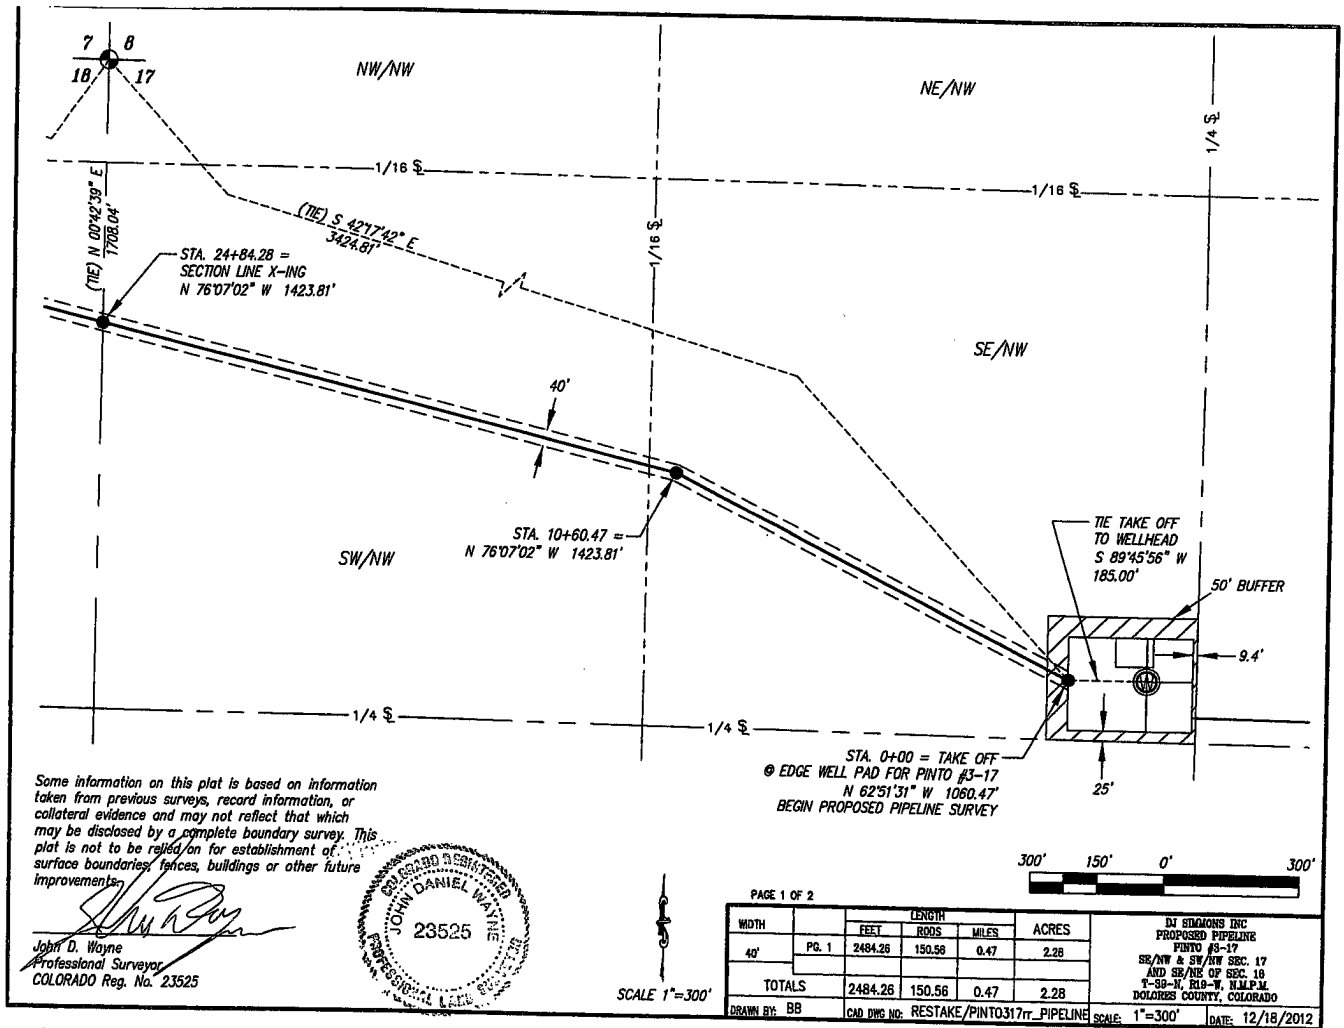 7 8
18 17
NW/NW
NE/NW
1/4 ℄
1/16 ℄
1/16 ℄
1/16 ℄
(TIE) N 00°42'39" E
1708.04'
(TIE) S 42°17'42" E
3424.81'
STA. 24+84.28 =
SECTION LINE X-ING
N 76°07'02" W 1423.81'
SE/NW
40'
STA. 10+60.47 =
N 76°07'02" W 1423.81'
SW/NW
TIE TAKE OFF
TO WELLHEAD
S 89°45'56" W
185.00'
50' BUFFER
9.4'
1/4 ℄
1/4 ℄
STA. 0+00 = TAKE OFF
@ EDGE WELL PAD FOR PINTO #3-17
N 62°51'31" W 1060.47'
BEGIN PROPOSED PIPELINE SURVEY
25'
Some information on this plat is based on information
taken from previous surveys, record information, or
collateral evidence and may not reflect that which
may be disclosed by a complete boundary survey. This
plat is not to be relied on for establishment of
surface boundaries, fences, buildings or other future
improvements.
John D. Wayne
Professional Surveyor
COLORADO Reg. No. 23525
COLORADO REGISTERED
JOHN DANIEL WAYNE
23525
PROFESSIONAL LAND
SCALE 1"=300'
300' 150' 0' 300'
PAGE 1 OF 2
WIDTH LENGTH ACRES
FEET RODS MILES
40' PG. 1 2484.26 150.56 0.47 2.28
TOTALS 2484.26 150.56 0.47 2.28
DRAWN BY: BB CAD DWG NO: RESTAKE/PINTO317rr_PIPELINE SCALE: 1"=300' DATE: 12/18/2012
DJ SIMMONS INC
PROPOSED PIPELINE
PINTO #3-17
SE/NW & SW/NW SEC. 17
AND SE/NE OF SEC. 18
T-39-N, R19-W, N.M.P.M.
DOLORES COUNTY, COLORADO